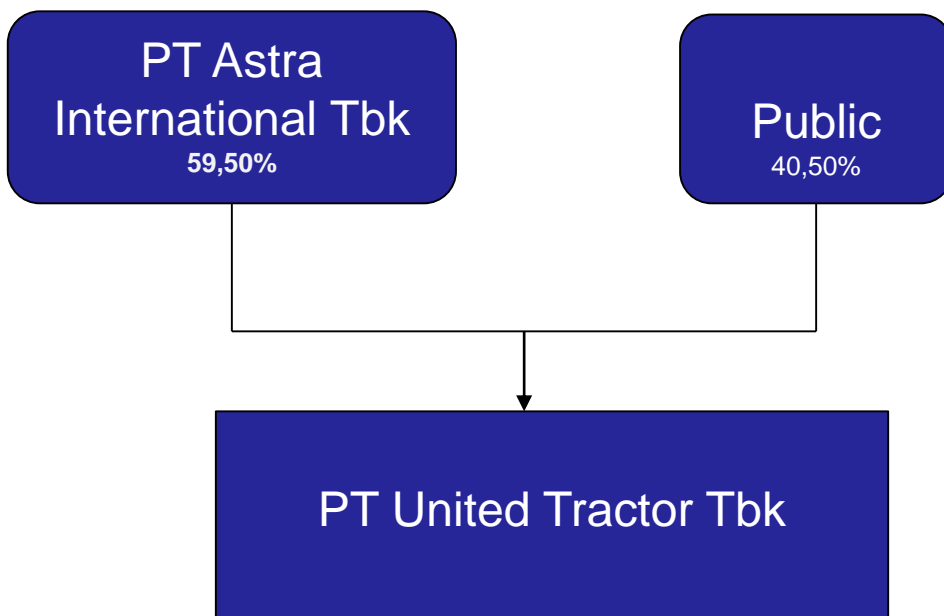 PT Astra
International Tbk
59,50%
Public
40,50%
PT United Tractor Tbk